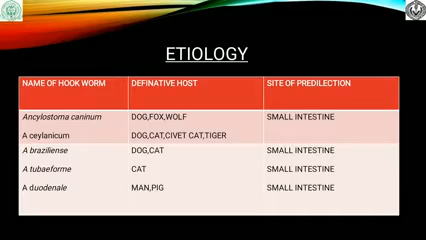 ETIOLOGY
NAME OF HOOK WORM DEFINATIVE HOST SITE OF PREDILECTION
Ancylostoma caninum DOG,FOX,WOLF SMALL INTESTINE
A ceylanicum DOG,CAT,CIVET CAT,TIGER
A braziliense DOG,CAT SMALL INTESTINE
A tubaeforme CAT SMALL INTESTINE
A duodenale MAN,PIG SMALL INTESTINE